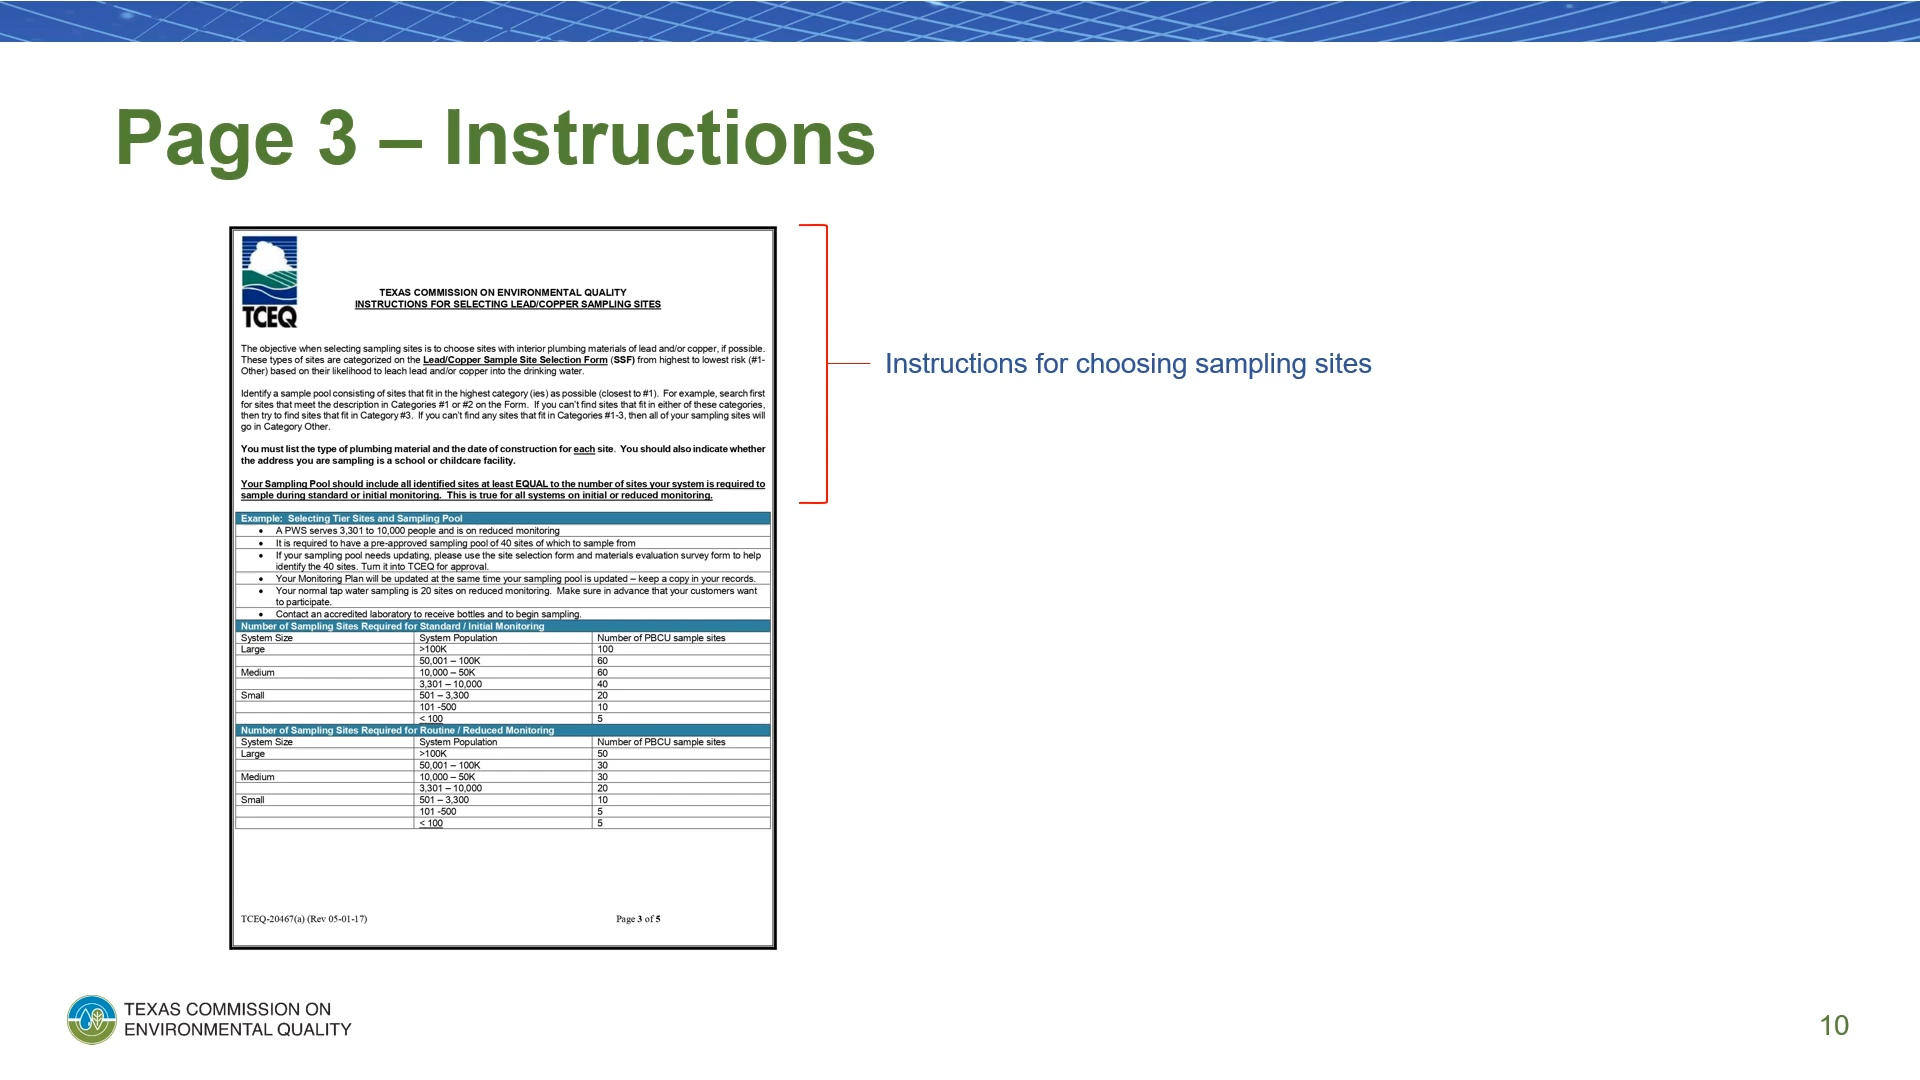 Page 3 – Instructions
TCEQ
TEXAS COMMISSION ON ENVIRONMENTAL QUALITY
INSTRUCTIONS FOR SELECTING LEAD/COPPER SAMPLING SITES
The objective when selecting sampling sites is to choose sites with interior plumbing materials of lead and/or copper, if possible.
These types of sites are categorized on the Lead/Copper Sample Site Selection Form (SSF) from highest to lowest risk (#1-
Other) based on their likelihood to leach lead and/or copper into the drinking water.
Identify a sample pool consisting of sites that fit in the highest category (ies) as possible (closest to #1). For example, search first
for sites that meet the description in Categories #1 or #2 on the Form. If you can't find sites that fit in either of these categories,
then try to find sites that fit in Category #3. If you can't find any sites that fit in Categories #1-3, then all of your sampling sites will
go in Category Other.
You must list the type of plumbing material and the date of construction for each site. You should also indicate whether
the address you are sampling is a school or childcare facility.
Your Sampling Pool should include all identified sites at least EQUAL to the number of sites your system is required to
sample during standard or initial monitoring. This is true for all systems on initial or reduced monitoring.
Example: Selecting Tier Sites and Sampling Pool
• A PWS serves 3,301 to 10,000 people and is on reduced monitoring
• It is required to have a pre-approved sampling pool of 40 sites of which to sample from
• If your sampling pool needs updating, please use the site selection form and materials evaluation survey form to help
identify the 40 sites. Turn it into TCEQ for approval.
• Your Monitoring Plan will be updated at the same time your sampling pool is updated – keep a copy in your records.
• Your normal tap water sampling is 20 sites on reduced monitoring. Make sure in advance that your customers want
to participate.
• Contact an accredited laboratory to receive bottles and to begin sampling.
Number of Sampling Sites Required for Standard / Initial Monitoring
System Size System Population Number of PBCU sample sites
Large >100K 100
50,001 – 100K 60
Medium 10,000 – 50K 60
3,301 – 10,000 40
Small 501 – 3,300 20
101 -500 10
< 100 5
Number of Sampling Sites Required for Routine / Reduced Monitoring
System Size System Population Number of PBCU sample sites
Large >100K 50
50,001 – 100K 30
Medium 10,000 – 50K 30
3,301 – 10,000 20
Small 501 – 3,300 10
101 -500 5
< 100 5
TCEQ-20467(a) (Rev 05-01-17) Page 3 of 5
Instructions for choosing sampling sites
TEXAS COMMISSION ON
ENVIRONMENTAL QUALITY
10